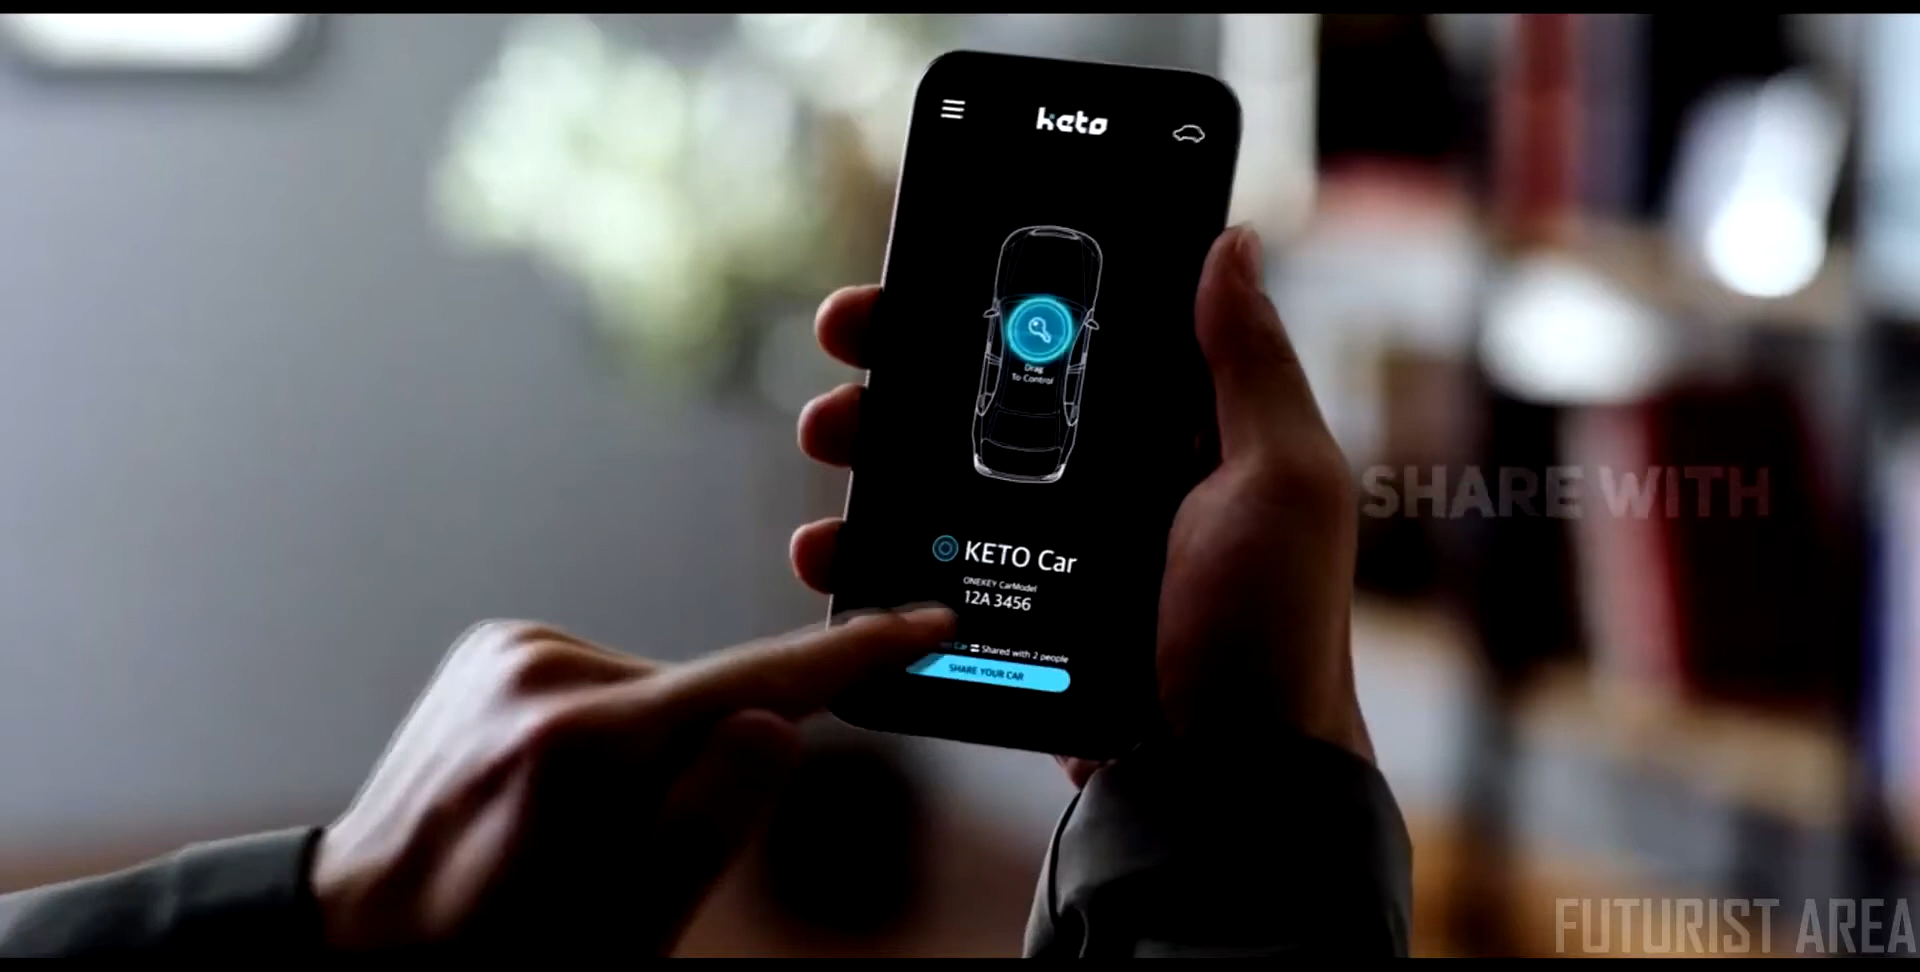 keto
Drag
To Control
KETO Car
ONEKEY CarModel
12A 3456
Car Shared with 2 people
SHARE YOUR CAR
SHARE WITH
FUTURIST AREA